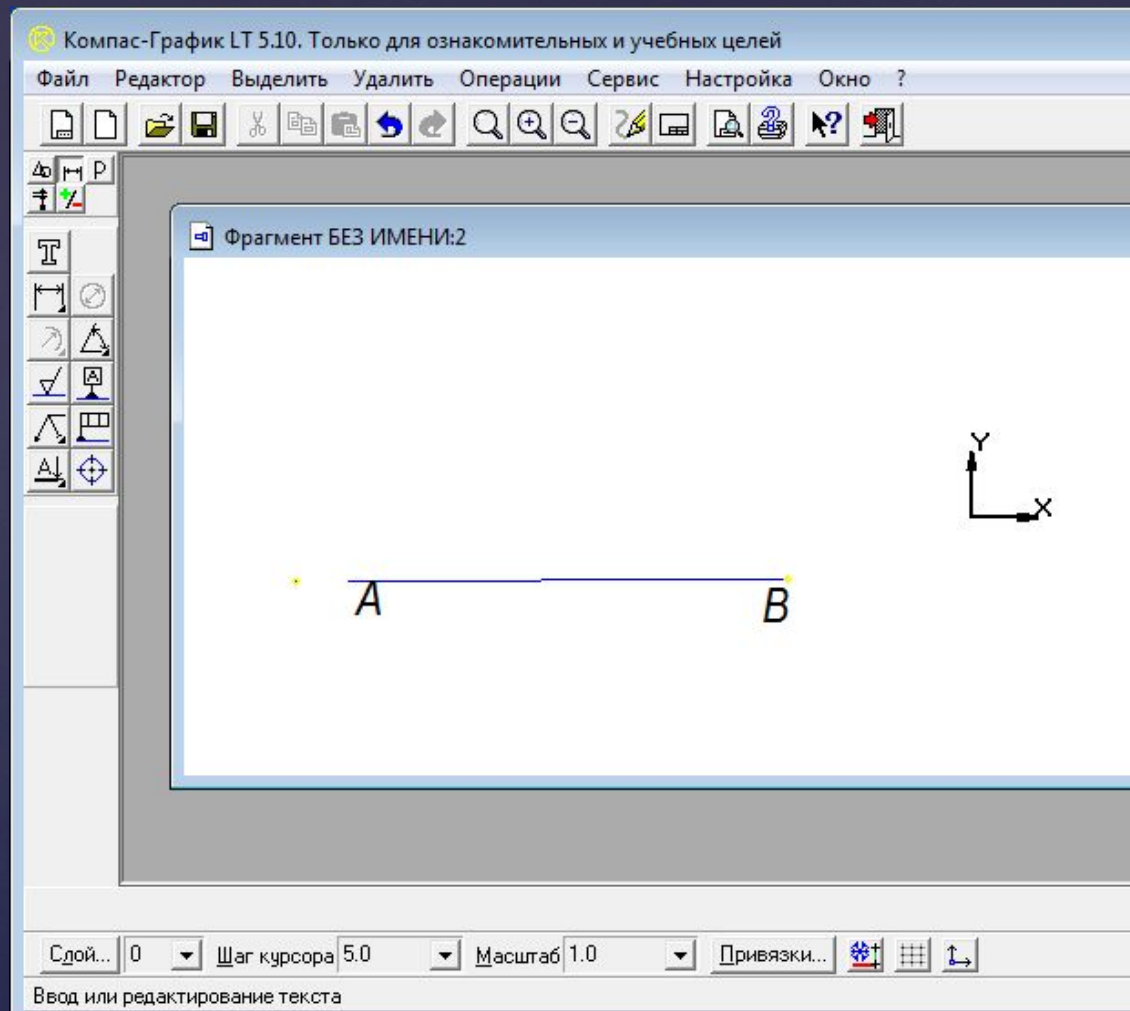 Компас-График LT 5.10. Только для ознакомительных и учебных целей
Файл Редактор Выделить Удалить Операции Сервис Настройка Окно ?
P
Фрагмент БЕЗ ИМЕНИ:2
Y
X
A
B
Слой... 0 Шаг курсора 5.0 Масштаб 1.0 Привязки...
Ввод или редактирование текста